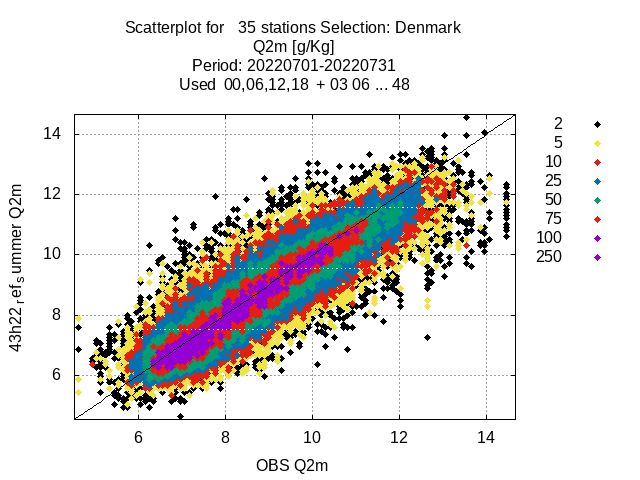 Scatterplot for   35 stations Selection: Denmark
Q2m [g/Kg]
Period: 20220701-20220731
Used  00,06,12,18  + 03 06 ... 48
14
12
10
8
6
6 8 10 12 14
43h22_ref_summer Q2m
OBS Q2m
2
5
10
25
50
75
100
250